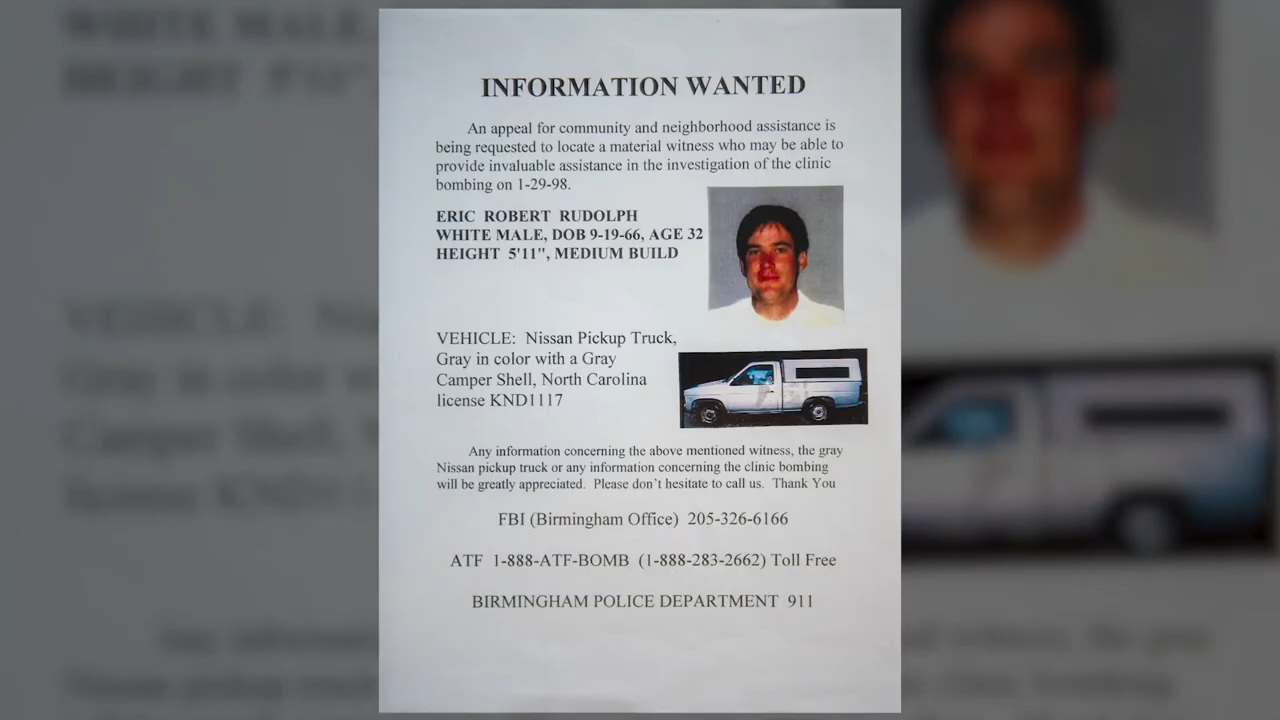 INFORMATION WANTED
An appeal for community and neighborhood assistance is
being requested to locate a material witness who may be able to
provide invaluable assistance in the investigation of the clinic
bombing on 1-29-98.
ERIC ROBERT RUDOLPH
WHITE MALE, DOB 9-19-66, AGE 32
HEIGHT 5'11", MEDIUM BUILD
VEHICLE: Nissan Pickup Truck,
Gray in color with a Gray
Camper Shell, North Carolina
license KND1117
Any information concerning the above mentioned witness, the gray
Nissan pickup truck or any information concerning the clinic bombing
will be greatly appreciated. Please don't hesitate to call us. Thank You
FBI (Birmingham Office) 205-326-6166
ATF 1-888-ATF-BOMB (1-888-283-2662) Toll Free
BIRMINGHAM POLICE DEPARTMENT 911